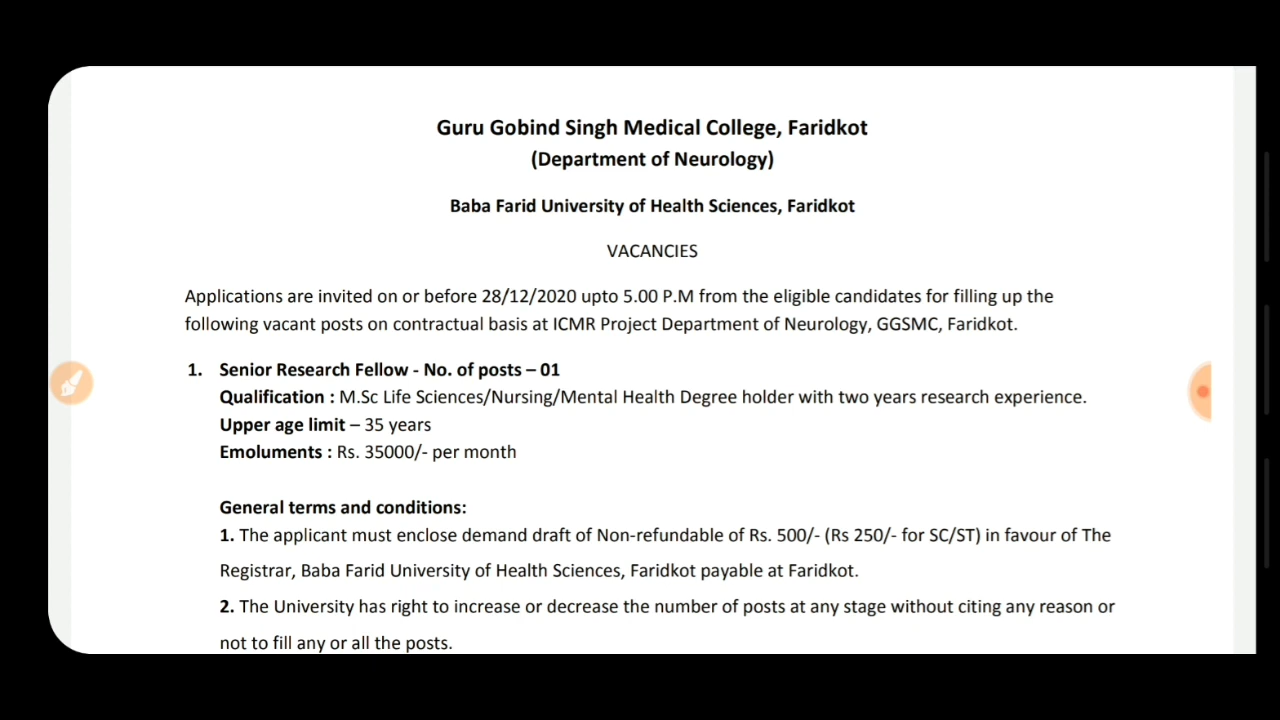 Guru Gobind Singh Medical College, Faridkot
(Department of Neurology)
Baba Farid University of Health Sciences, Faridkot
VACANCIES
Applications are invited on or before 28/12/2020 upto 5.00 P.M from the eligible candidates for filling up the
following vacant posts on contractual basis at ICMR Project Department of Neurology, GGSMC, Faridkot.
1. Senior Research Fellow - No. of posts – 01
Qualification : M.Sc Life Sciences/Nursing/Mental Health Degree holder with two years research experience.
Upper age limit – 35 years
Emoluments : Rs. 35000/- per month
General terms and conditions:
1. The applicant must enclose demand draft of Non-refundable of Rs. 500/- (Rs 250/- for SC/ST) in favour of The
Registrar, Baba Farid University of Health Sciences, Faridkot payable at Faridkot.
2. The University has right to increase or decrease the number of posts at any stage without citing any reason or
not to fill any or all the posts.